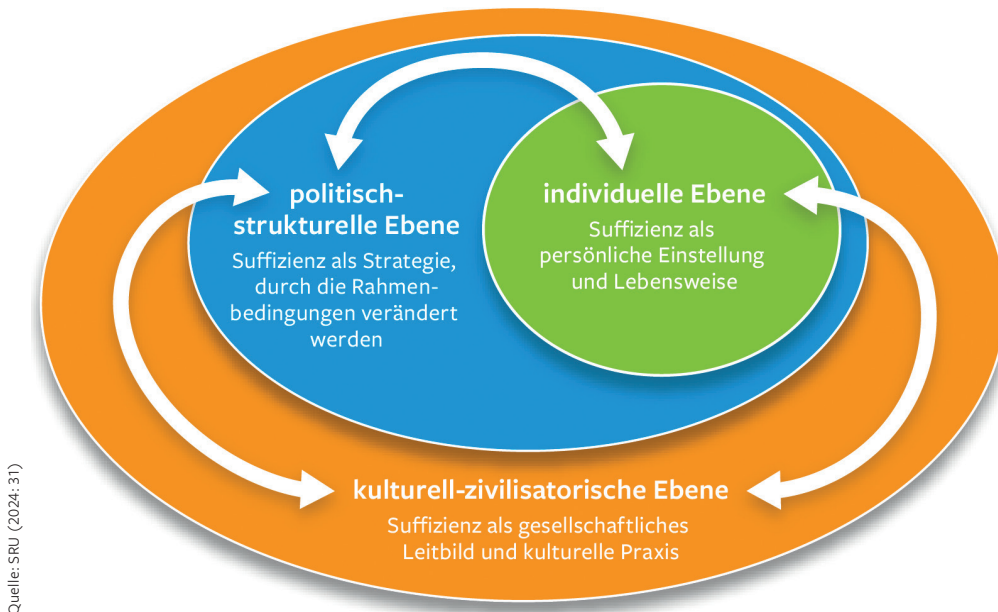 politisch-
strukturelle Ebene
Suffizienz als Strategie,
durch die Rahmen-
bedingungen verändert
werden
individuelle Ebene
Suffizienz als
persönliche Einstellung
und Lebensweise
kulturell-zivilisatorische Ebene
Suffizienz als gesellschaftliches
Leitbild und kulturelle Praxis
Quelle: SRU (2024: 31)